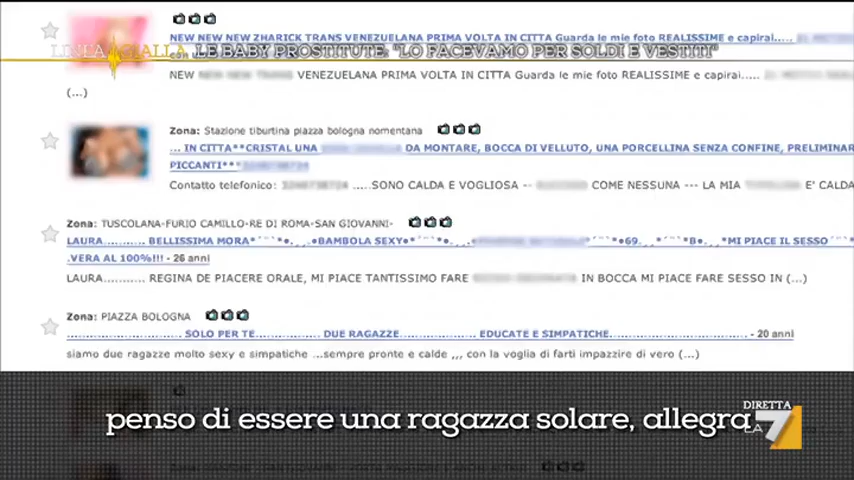 NEW NEW NEW ZHARICK TRANS VENEZUELANA PRIMA VOLTA IN CITTA Guarda le mie foto REALISSIME e capirai.....
LINEA GIALLA LE BABY PROSTITUTE: "LO FACEVAMO PER SOLDI E VESTITI"
NEW VENEZUELANA PRIMA VOLTA IN CITTA Guarda le mie foto REALISSIME e capirai.....
(...)
Zona: Stazione tiburtina piazza bologna nomentana
... IN CITTA**CRISTAL UNA DA MONTARE, BOCCA DI VELLUTO, UNA PORCELLINA SENZA CONFINE, PRELIMINAR
PICCANTI**
Contatto telefonico: .....SONO CALDA E VOGLIOSA -- COME NESSUNA --- LA MIA E' CALDA
Zona: TUSCOLANA-FURIO CAMILLO-RE DI ROMA-SAN GIOVANNI-
LAURA.......... BELLISSIMA MORA*¨¨*•.¸¸.•BAMBOLA SEXY•*¨¨*•.¸¸.• *¨¨*•69.¸¸*¨¨*•B•.¸¸*MI PIACE IL SESSO
.VERA AL 100%!!! - 26 anni
LAURA........... REGINA DE PIACERE ORALE, MI PIACE TANTISSIMO FARE IN BOCCA MI PIACE FARE SESSO IN (...)
Zona: PIAZZA BOLOGNA
................................ SOLO PER TE..................... DUE RAGAZZE..................... EDUCATE E SIMPATICHE...................................... - 20 anni
siamo due ragazze molto sexy e simpatiche ...sempre pronte e calde ,,, con la voglia di farti impazzire di vero (...)
DIRETTA
penso di essere una ragazza solare, allegra
LA 7